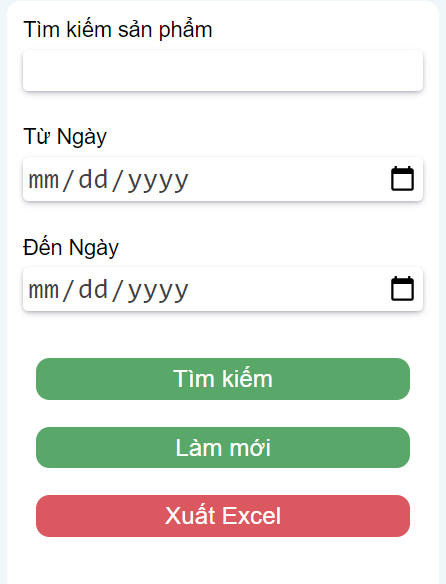 Tìm kiếm sản phẩm
Từ Ngày
mm/dd/yyyy
Đến Ngày
mm/dd/yyyy
Tìm kiếm
Làm mới
Xuất Excel